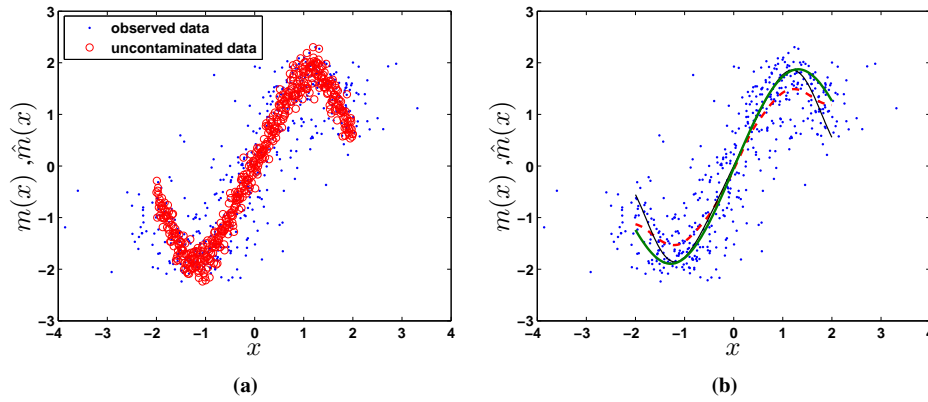 observed data
uncontaminated data
m(x) ,m̂(x
3
2
1
0
−1
−2
−3
−4 −3 −2 −1 0 1 2 3 4
x
(a)
m(x) ,m̂(x
3
2
1
0
−1
−2
−3
−4 −3 −2 −1 0 1 2 3 4
x
(b)